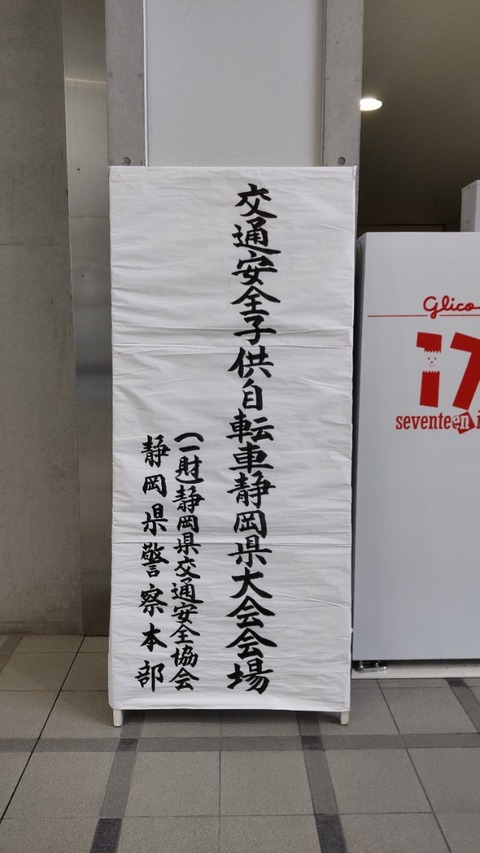 交通安全子供自転車静岡県大会会場
(一財)静岡県交通安全協会
静岡県警察本部
Glico
17
seventeen i